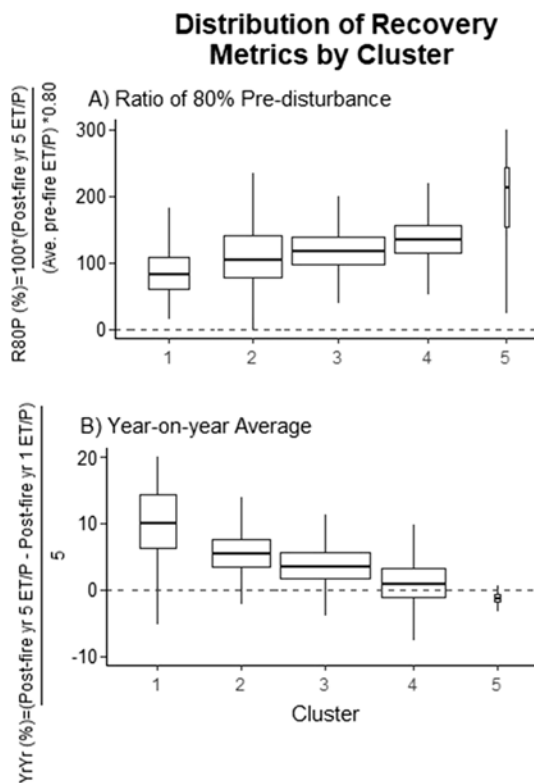 Distribution of Recovery
Metrics by Cluster
A) Ratio of 80% Pre-disturbance
R80P (%)=100*(Post-fire yr 5 ET/P)
(Ave. pre-fire ET/P) *0.80
300
200
100
0
1 2 3 4 5
B) Year-on-year Average
YrYr (%)=(Post-fire yr 5 ET/P - Post-fire yr 1 ET/P)
5
20
10
0
-10
1 2 3 4 5
Cluster